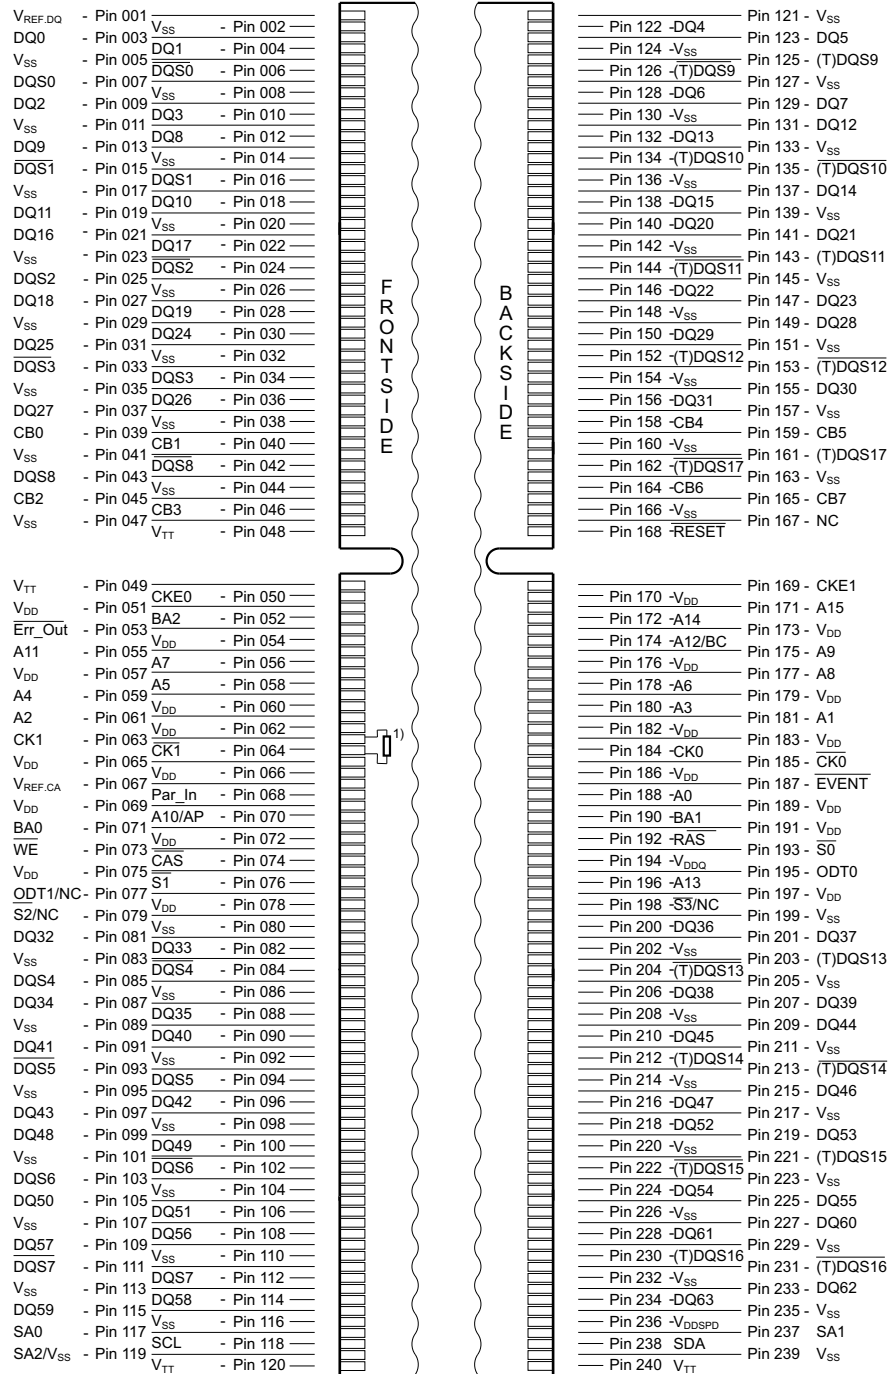 VREF.DQ - Pin 001
VSS - Pin 002
DQ0 - Pin 003
DQ1 - Pin 004
VSS - Pin 005
DQS0 - Pin 006
DQS0 - Pin 007
VSS - Pin 008
DQ2 - Pin 009
DQ3 - Pin 010
VSS - Pin 011
DQ8 - Pin 012
DQ9 - Pin 013
VSS - Pin 014
DQS1 - Pin 015
DQS1 - Pin 016
VSS - Pin 017
DQ10 - Pin 018
DQ11 - Pin 019
VSS - Pin 020
DQ16 - Pin 021
DQ17 - Pin 022
VSS - Pin 023
DQS2 - Pin 024
DQS2 - Pin 025
VSS - Pin 026
DQ18 - Pin 027
DQ19 - Pin 028
VSS - Pin 029
DQ24 - Pin 030
DQ25 - Pin 031
VSS - Pin 032
DQS3 - Pin 033
DQS3 - Pin 034
VSS - Pin 035
DQ26 - Pin 036
DQ27 - Pin 037
VSS - Pin 038
CB0 - Pin 039
CB1 - Pin 040
VSS - Pin 041
DQS8 - Pin 042
DQS8 - Pin 043
VSS - Pin 044
CB2 - Pin 045
CB3 - Pin 046
VSS - Pin 047
VTT - Pin 048
VTT - Pin 049
CKE0 - Pin 050
VDD - Pin 051
BA2 - Pin 052
Err_Out - Pin 053
VDD - Pin 054
A11 - Pin 055
A7 - Pin 056
VDD - Pin 057
A5 - Pin 058
A4 - Pin 059
VDD - Pin 060
A2 - Pin 061
VDD - Pin 062
CK1 - Pin 063
CK1 - Pin 064
VDD - Pin 065
VDD - Pin 066
VREF.CA - Pin 067
Par_In - Pin 068
VDD - Pin 069
A10/AP - Pin 070
BA0 - Pin 071
VDD - Pin 072
WE - Pin 073
CAS - Pin 074
VDD - Pin 075
S1 - Pin 076
ODT1/NC - Pin 077
VDD - Pin 078
S2/NC - Pin 079
VSS - Pin 080
DQ32 - Pin 081
DQ33 - Pin 082
VSS - Pin 083
DQS4 - Pin 084
DQS4 - Pin 085
VSS - Pin 086
DQ34 - Pin 087
DQ35 - Pin 088
VSS - Pin 089
DQ40 - Pin 090
DQ41 - Pin 091
VSS - Pin 092
DQS5 - Pin 093
DQS5 - Pin 094
VSS - Pin 095
DQ42 - Pin 096
DQ43 - Pin 097
VSS - Pin 098
DQ48 - Pin 099
DQ49 - Pin 100
VSS - Pin 101
DQS6 - Pin 102
DQS6 - Pin 103
VSS - Pin 104
DQ50 - Pin 105
DQ51 - Pin 106
VSS - Pin 107
DQ56 - Pin 108
DQ57 - Pin 109
VSS - Pin 110
DQS7 - Pin 111
DQS7 - Pin 112
VSS - Pin 113
DQ58 - Pin 114
DQ59 - Pin 115
VSS - Pin 116
SA0 - Pin 117
SCL - Pin 118
SA2/VSS - Pin 119
VTT - Pin 120
FRONTSIDE
1)
BACKSIDE
Pin 121 - VSS
Pin 122 -DQ4
Pin 123 - DQ5
Pin 124 -VSS
Pin 125 - (T)DQS9
Pin 126 -(T)DQS9
Pin 127 - VSS
Pin 128 -DQ6
Pin 129 - DQ7
Pin 130 -VSS
Pin 131 - DQ12
Pin 132 -DQ13
Pin 133 - VSS
Pin 134 -(T)DQS10
Pin 135 - (T)DQS10
Pin 136 -VSS
Pin 137 - DQ14
Pin 138 -DQ15
Pin 139 - VSS
Pin 140 -DQ20
Pin 141 - DQ21
Pin 142 -VSS
Pin 143 - (T)DQS11
Pin 144 -(T)DQS11
Pin 145 - VSS
Pin 146 -DQ22
Pin 147 - DQ23
Pin 148 -VSS
Pin 149 - DQ28
Pin 150 -DQ29
Pin 151 - VSS
Pin 152 -(T)DQS12
Pin 153 - (T)DQS12
Pin 154 -VSS
Pin 155 - DQ30
Pin 156 -DQ31
Pin 157 - VSS
Pin 158 -CB4
Pin 159 - CB5
Pin 160 -VSS
Pin 161 - (T)DQS17
Pin 162 -(T)DQS17
Pin 163 - VSS
Pin 164 -CB6
Pin 165 - CB7
Pin 166 -VSS
Pin 167 - NC
Pin 168 -RESET
Pin 169 - CKE1
Pin 170 -VDD
Pin 171 - A15
Pin 172 -A14
Pin 173 - VDD
Pin 174 -A12/BC
Pin 175 - A9
Pin 176 -VDD
Pin 177 - A8
Pin 178 -A6
Pin 179 - VDD
Pin 180 -A3
Pin 181 - A1
Pin 182 -VDD
Pin 183 - VDD
Pin 184 -CK0
Pin 185 - CK0
Pin 186 -VDD
Pin 187 - EVENT
Pin 188 -A0
Pin 189 - VDD
Pin 190 -BA1
Pin 191 - VDD
Pin 192 -RAS
Pin 193 - S0
Pin 194 -VDDQ
Pin 195 - ODT0
Pin 196 -A13
Pin 197 - VDD
Pin 198 -S3/NC
Pin 199 - VSS
Pin 200 -DQ36
Pin 201 - DQ37
Pin 202 -VSS
Pin 203 - (T)DQS13
Pin 204 -(T)DQS13
Pin 205 - VSS
Pin 206 -DQ38
Pin 207 - DQ39
Pin 208 -VSS
Pin 209 - DQ44
Pin 210 -DQ45
Pin 211 - VSS
Pin 212 -(T)DQS14
Pin 213 - (T)DQS14
Pin 214 -VSS
Pin 215 - DQ46
Pin 216 -DQ47
Pin 217 - VSS
Pin 218 -DQ52
Pin 219 - DQ53
Pin 220 -VSS
Pin 221 - (T)DQS15
Pin 222 -(T)DQS15
Pin 223 - VSS
Pin 224 -DQ54
Pin 225 - DQ55
Pin 226 -VSS
Pin 227 - DQ60
Pin 228 -DQ61
Pin 229 - VSS
Pin 230 -(T)DQS16
Pin 231 - (T)DQS16
Pin 232 -VSS
Pin 233 - DQ62
Pin 234 -DQ63
Pin 235 - VSS
Pin 236 -VDDSPD
Pin 237 SA1
Pin 238 SDA
Pin 239 VSS
Pin 240 VTT